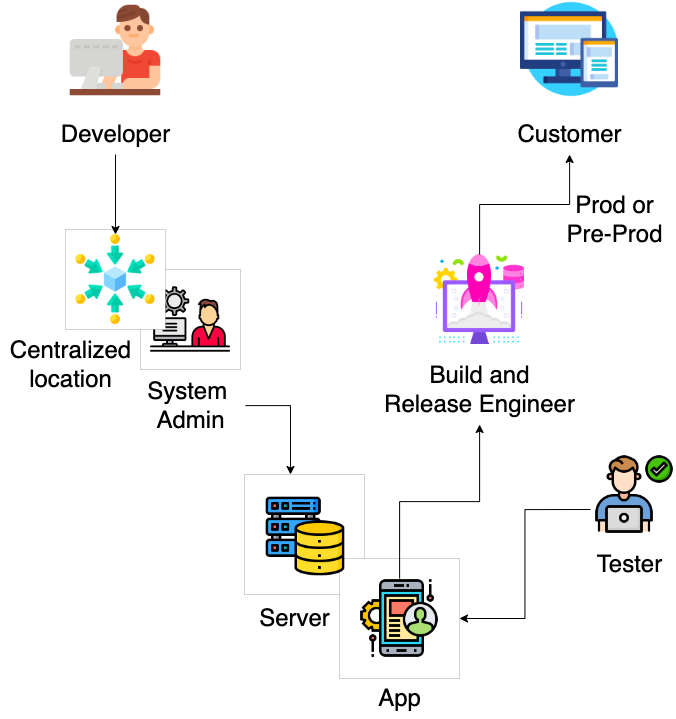 Developer
Customer
Prod or
Pre-Prod
Centralized
location
System
Admin
Build and
Release Engineer
Tester
Server
App